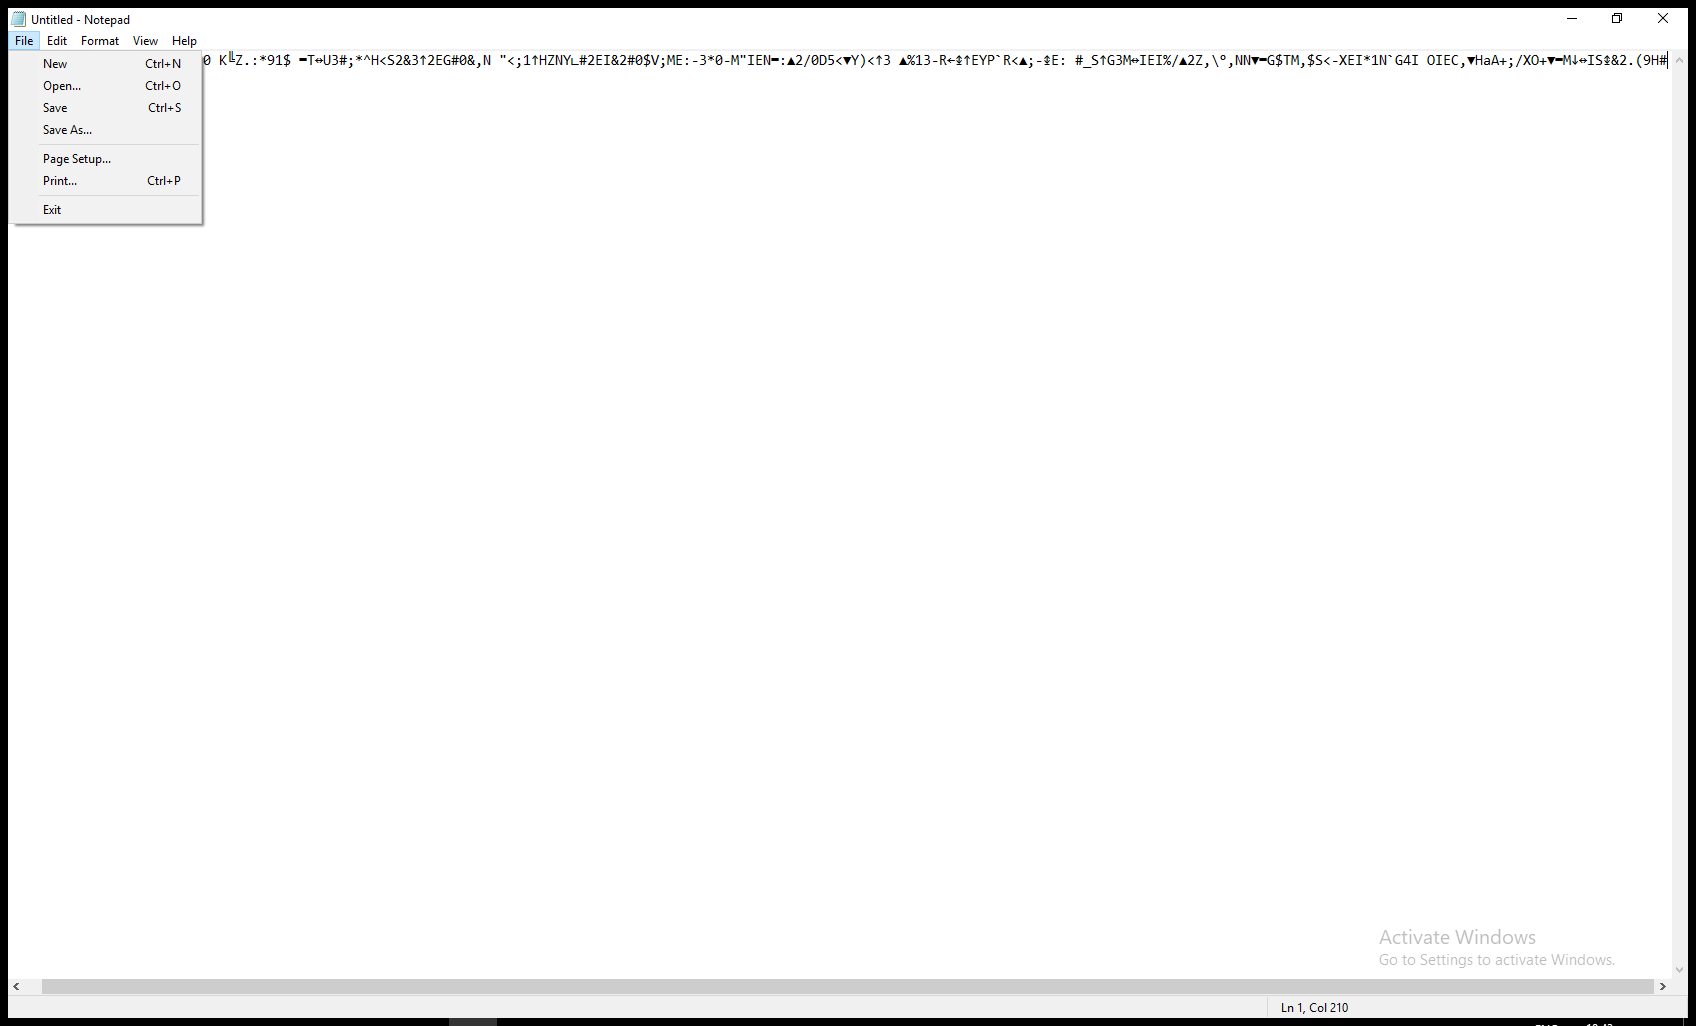 Untitled - Notepad
File Edit Format View Help
0 K╚Z.:*91$ ▬T↔U3#;*^H<S2&3↑2EG#0&,N "<;1↑HZNY∟#2EI&2#0$V;ME:-3*0-M"IEN▬:▲2/0D5<▼Y)<↑3 ▲%13-R←↨↑EYP`R<▲;-↨E: #_S↑G3M↔IEI%/▲2Z,\°,NN▼▬G$TM,$S<-XEI*1N`G4I OIEC,▼HaA+;/XO+▼▬M↓↔IS↨&2.(9H#
New Ctrl+N
Open... Ctrl+O
Save Ctrl+S
Save As...
Page Setup...
Print... Ctrl+P
Exit
Activate Windows
Go to Settings to activate Windows.
Ln 1, Col 210